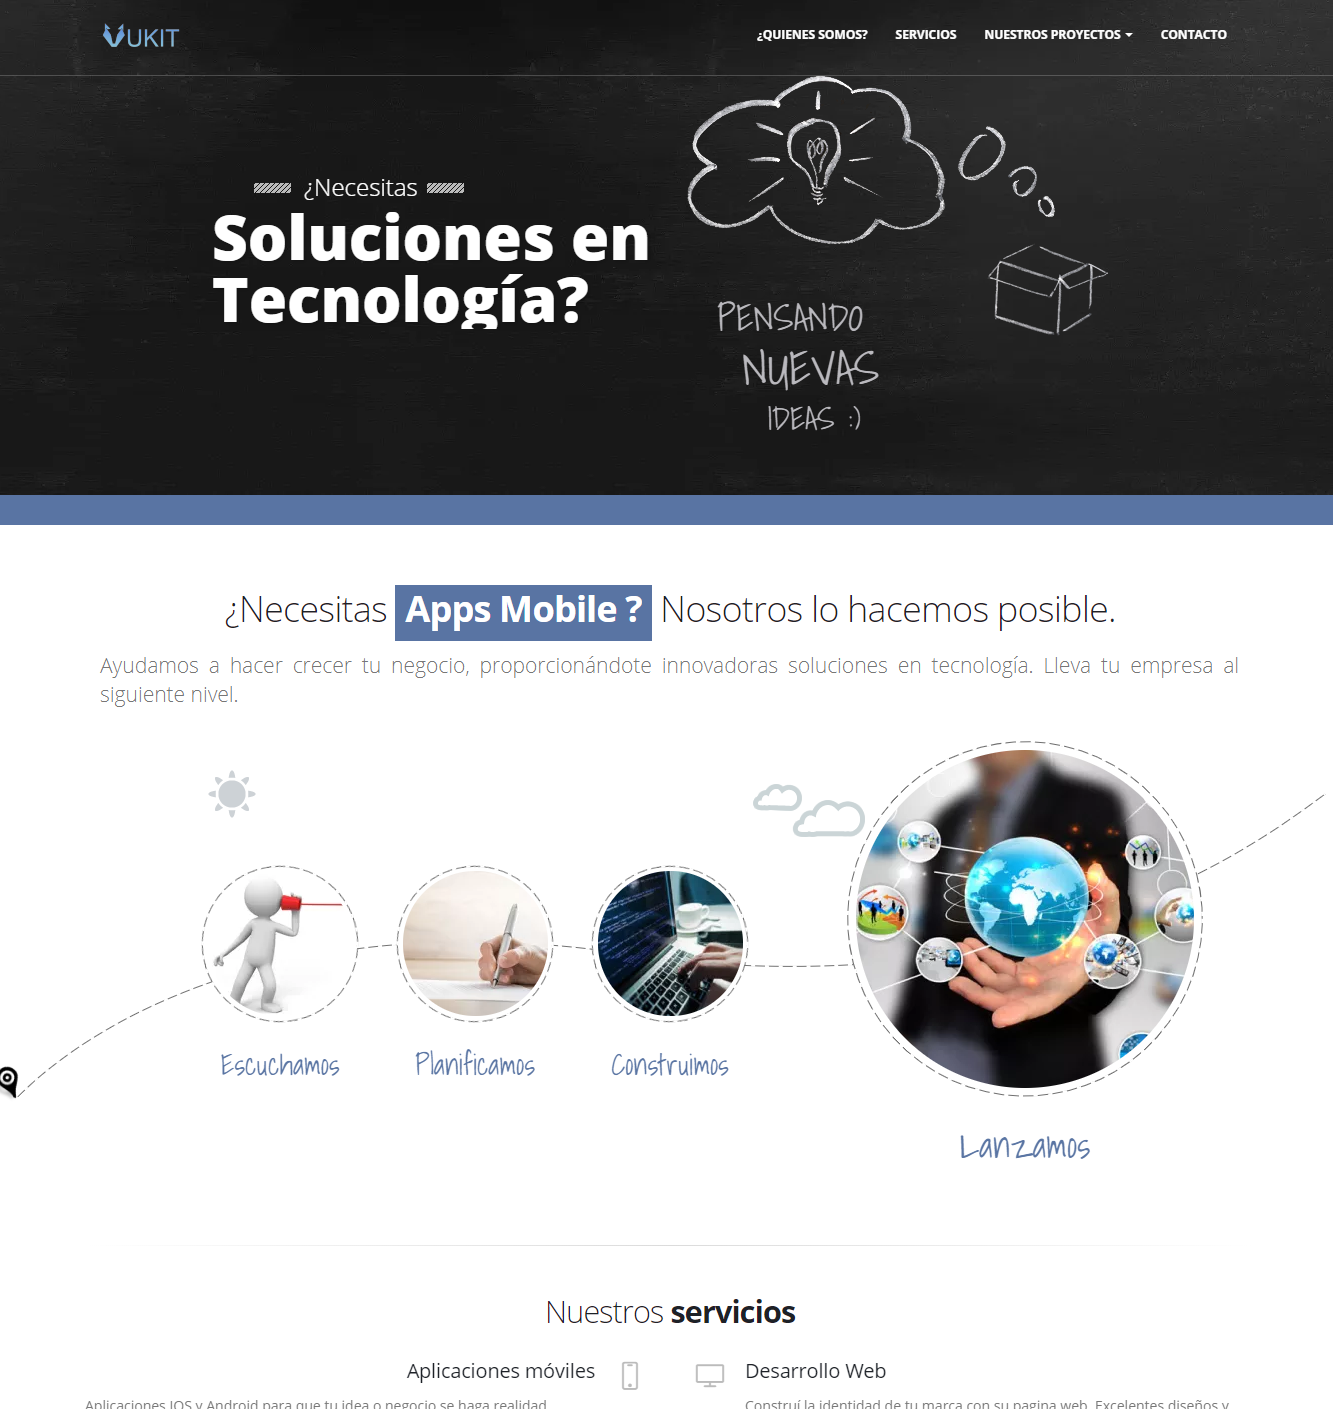 VUKIT
¿QUIENES SOMOS? SERVICIOS NUESTROS PROYECTOS CONTACTO
¿Necesitas
Soluciones en
Tecnología?
PENSANDO
NUEVAS
IDEAS :)
¿Necesitas Apps Mobile ? Nosotros lo hacemos posible.
Ayudamos a hacer crecer tu negocio, proporcionándote innovadoras soluciones en tecnología. Lleva tu empresa al
siguiente nivel.
Escuchamos
Planificamos
Construimos
Lanzamos
Nuestros servicios
Aplicaciones móviles
Aplicaciones IOS y Android para que tu idea o negocio se haga realidad
Desarrollo Web
Construí la identidad de tu marca con su pagina web. Excelentes diseños y